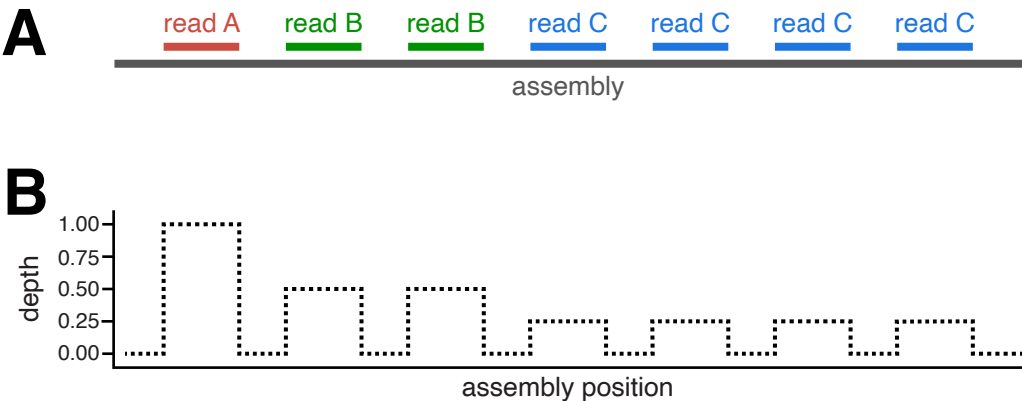 A
read A read B read B read C read C read C read C
assembly
B
1.00
0.75
0.50
0.25
0.00
depth
assembly position